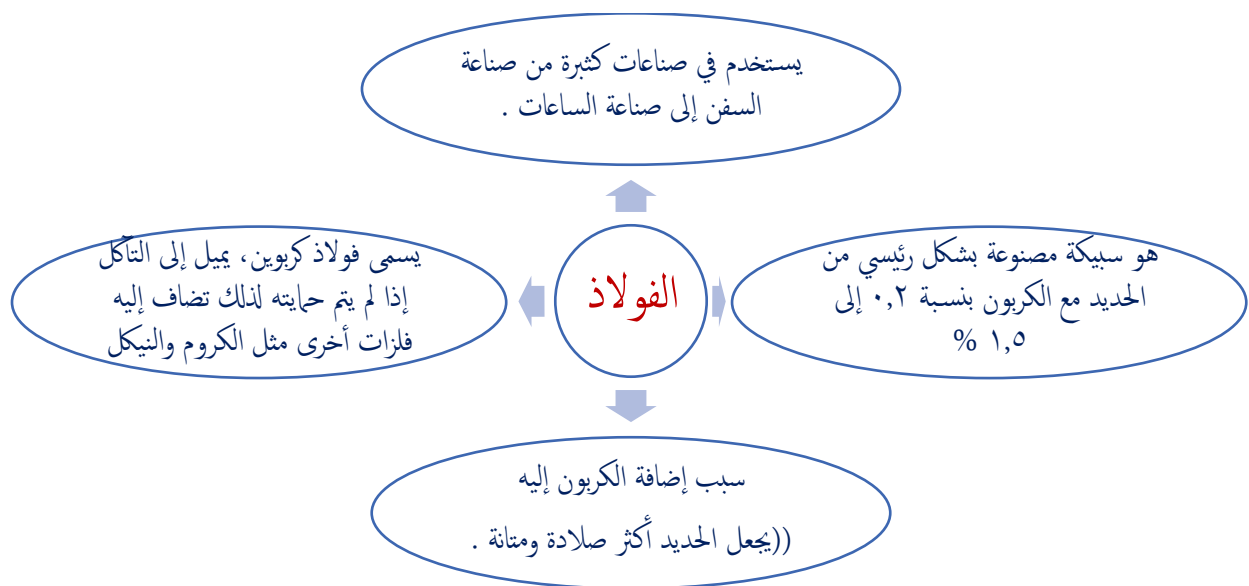 يستخدم في صناعات كثبرة من صناعة
السفن إلى صناعة الساعات .
هو سبيكة مصنوعة بشكل رئيسي من
الحديد مع الكربون بنسبة ٠,٢ إلى
١,٥ %
الفولاذ
يسمى فولاذ كربوين، يميل إلى التآكل
إذا لم يتم حمايته لذلك تضاف إليه
فلزات أخرى مثل الكروم والنيكل
سبب إضافة الكربون إليه
((يجعل الحديد أكثر صلادة ومتانة .